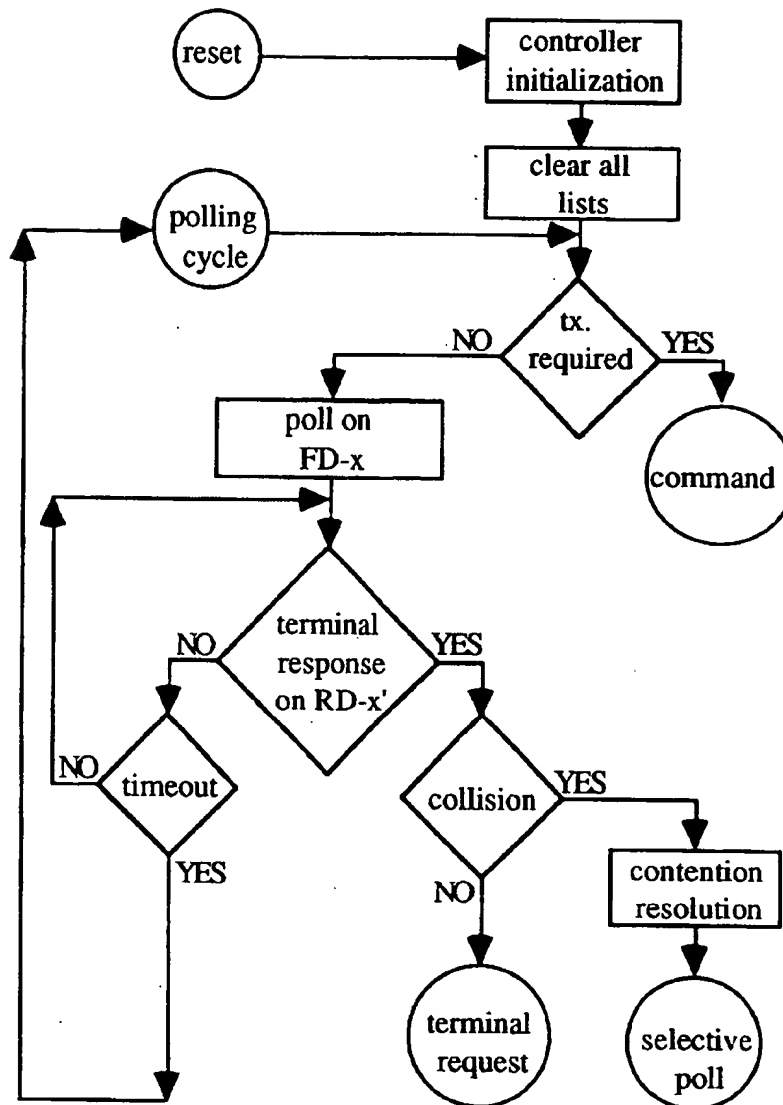 reset
controller
initialization
clear all
lists
polling
cycle
tx.
required
NO
YES
poll on
FD-x
command
terminal
response
on RD-x'
NO
YES
timeout
NO
YES
collision
YES
NO
contention
resolution
terminal
request
selective
poll